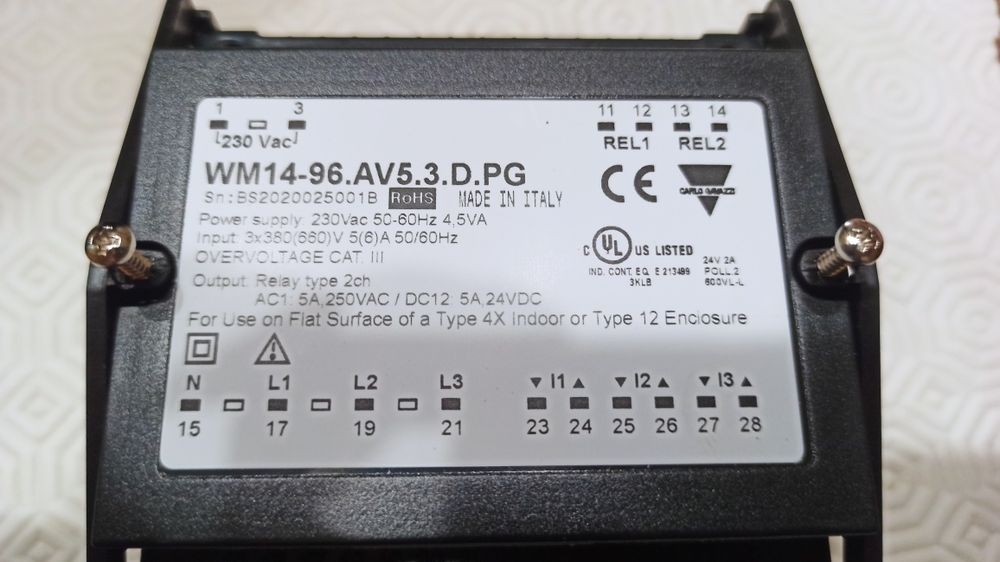 1 3 11 12 13 14
230 Vac REL1 REL2
WM14-96.AV5.3.D.PG CE CARLO GAVAZZI
Sn:BS2020025001B RoHS MADE IN ITALY
Power supply: 230Vac 50-60Hz 4,5VA
Input: 3x380(660)V 5(6)A 50/60Hz
OVERVOLTAGE CAT. III
C UL US LISTED
IND. CONT. EQ. E 213499
3KLB
24V 2A
POLL.2
600VL-L
Output: Relay type 2ch
AC1: 5A,250VAC / DC12: 5A,24VDC
For Use on Flat Surface of a Type 4X Indoor or Type 12 Enclosure
N L1 L2 L3 ▼ I1 ▲ ▼ I2 ▲ ▼ I3 ▲
15 17 19 21 23 24 25 26 27 28